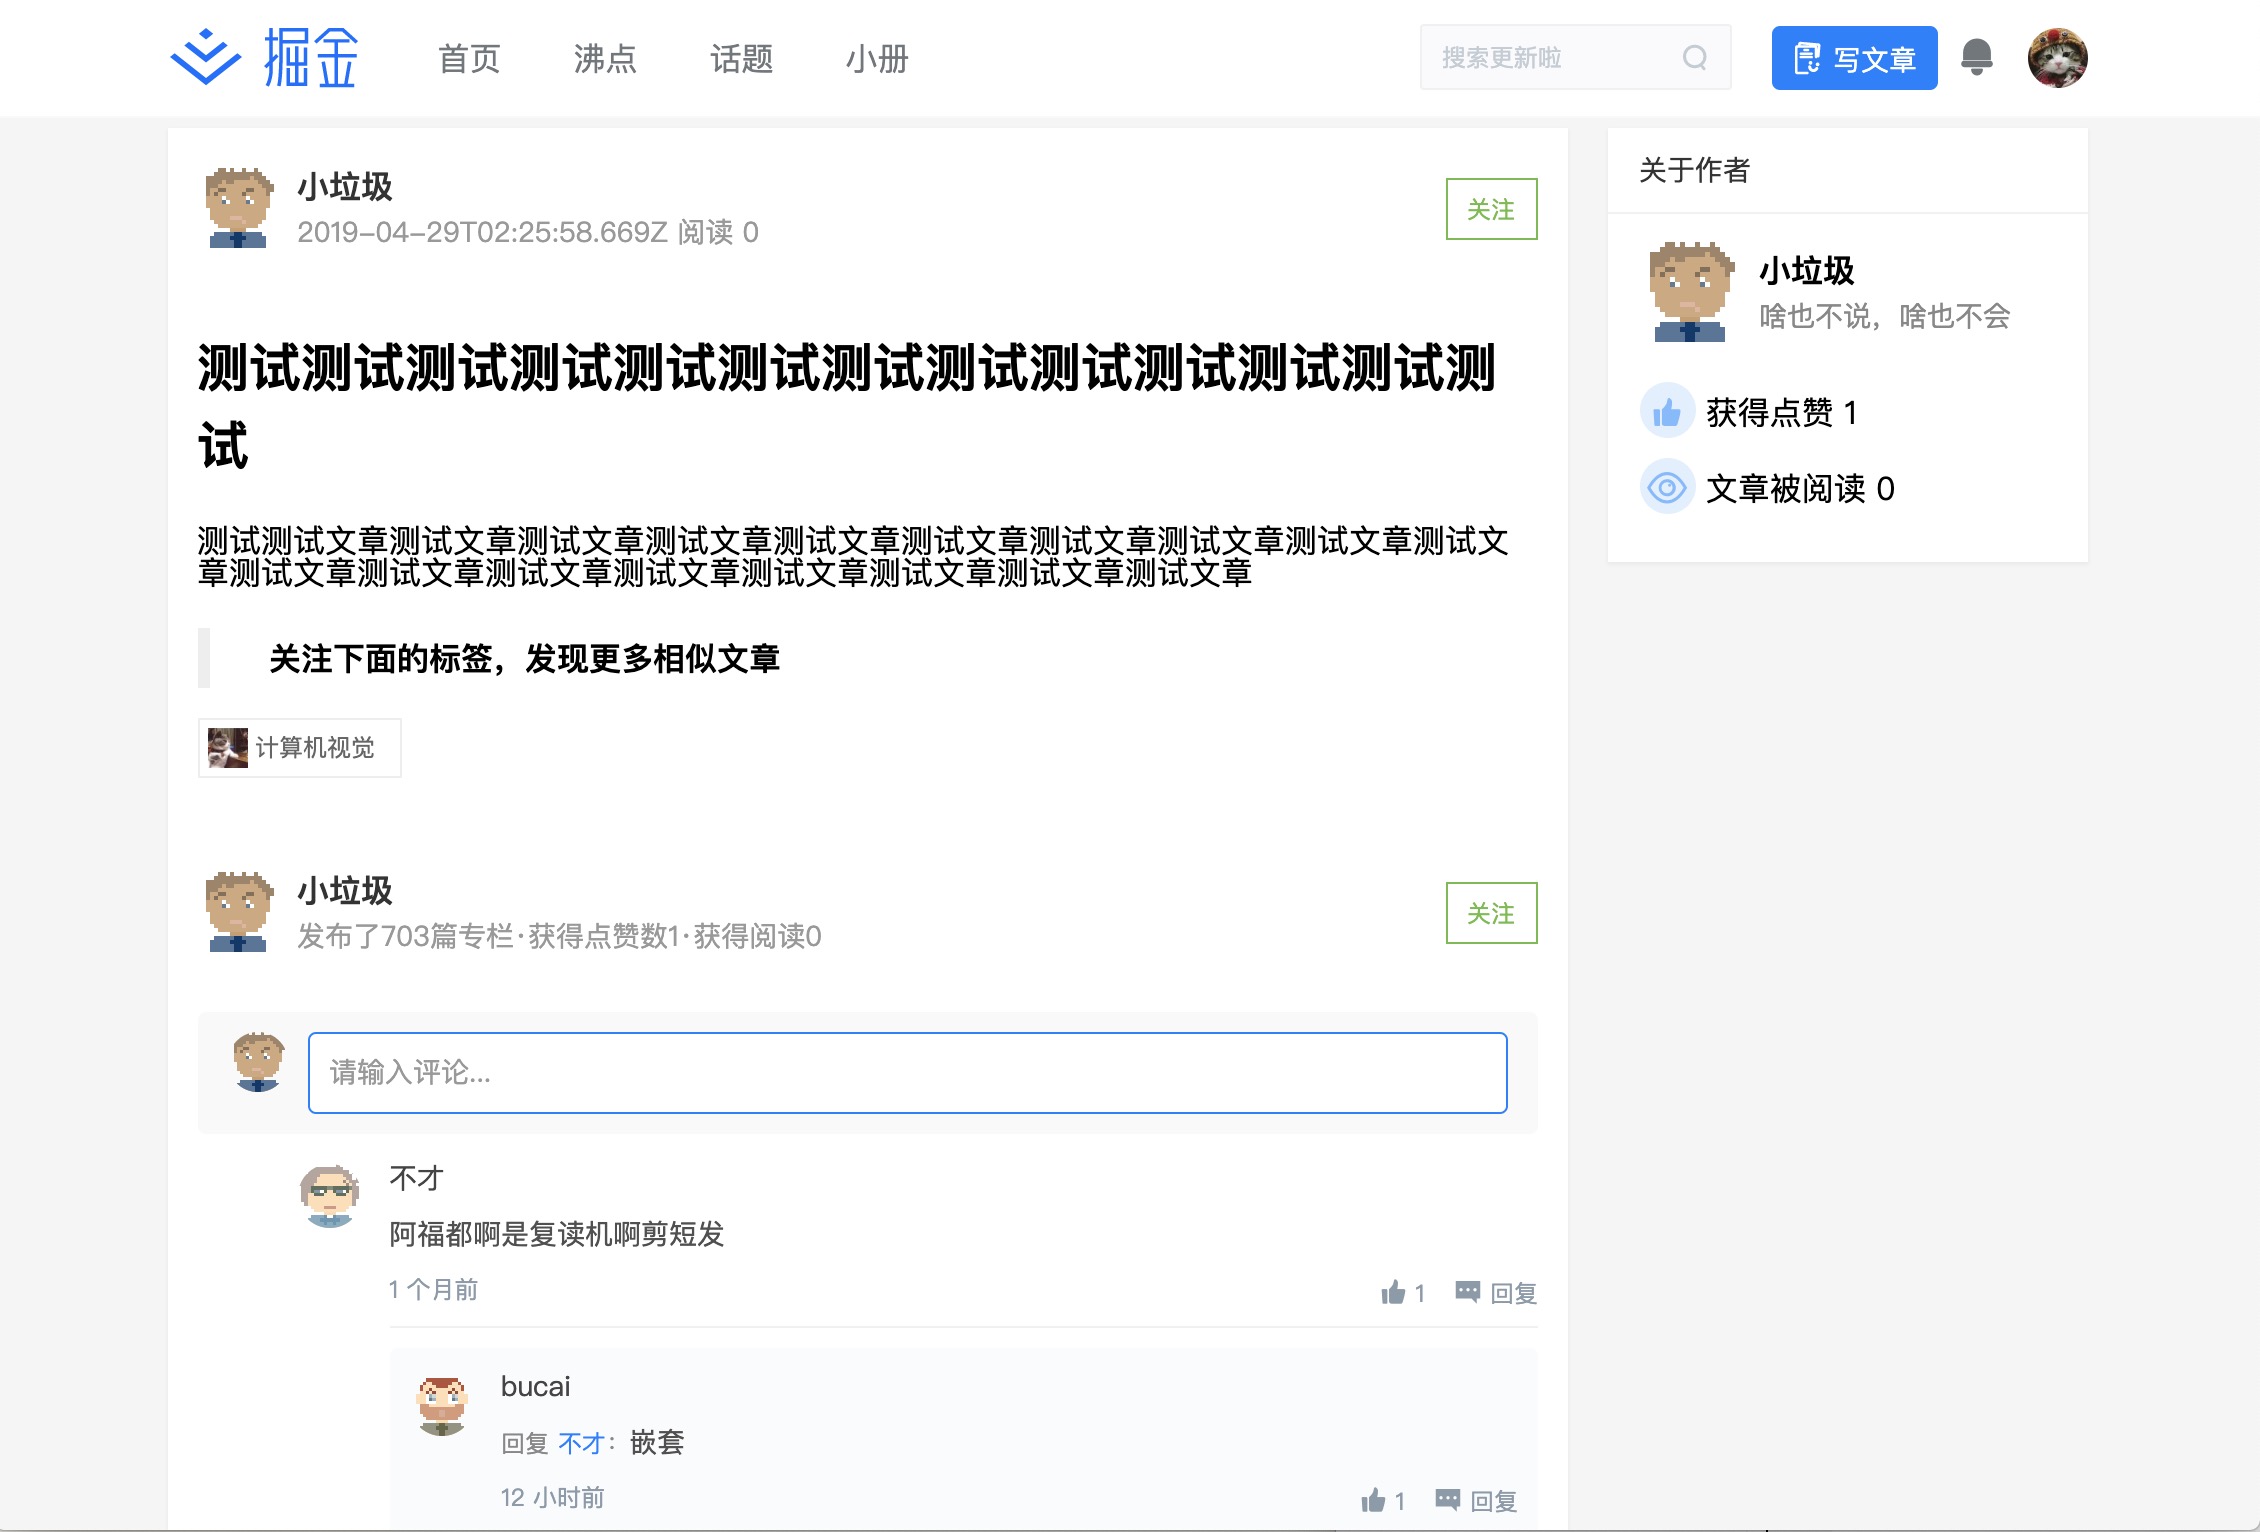 掘金 首页 沸点 话题 小册 搜索更新啦 写文章
小垃圾
2019-04-29T02:25:58.669Z 阅读 0
关注
测试测试测试测试测试测试测试测试测试测试测试测试测
试
测试测试文章测试文章测试文章测试文章测试文章测试文章测试文章测试文章测试文章测试文
章测试文章测试文章测试文章测试文章测试文章测试文章测试文章测试文章
关注下面的标签，发现更多相似文章
计算机视觉
小垃圾
发布了703篇专栏·获得点赞数1·获得阅读0
关注
请输入评论...
不才
阿福都啊是复读机啊剪短发
1 个月前 1 回复
bucai
回复 不才：嵌套
12 小时前 1 回复
关于作者
小垃圾
啥也不说，啥也不会
获得点赞 1
文章被阅读 0